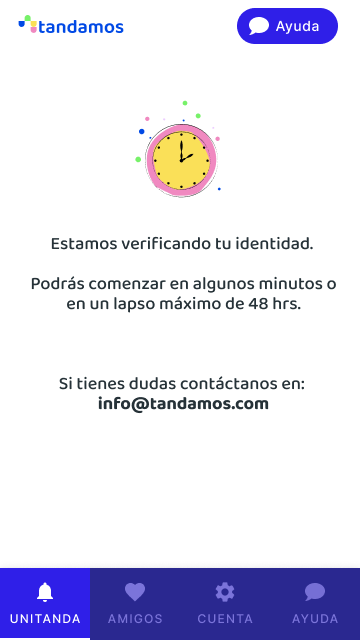 tandamos
Ayuda
Estamos verificando tu identidad.
Podrás comenzar en algunos minutos o
en un lapso máximo de 48 hrs.
Si tienes dudas contáctanos en:
info@tandamos.com
UNITANDA
AMIGOS
CUENTA
AYUDA